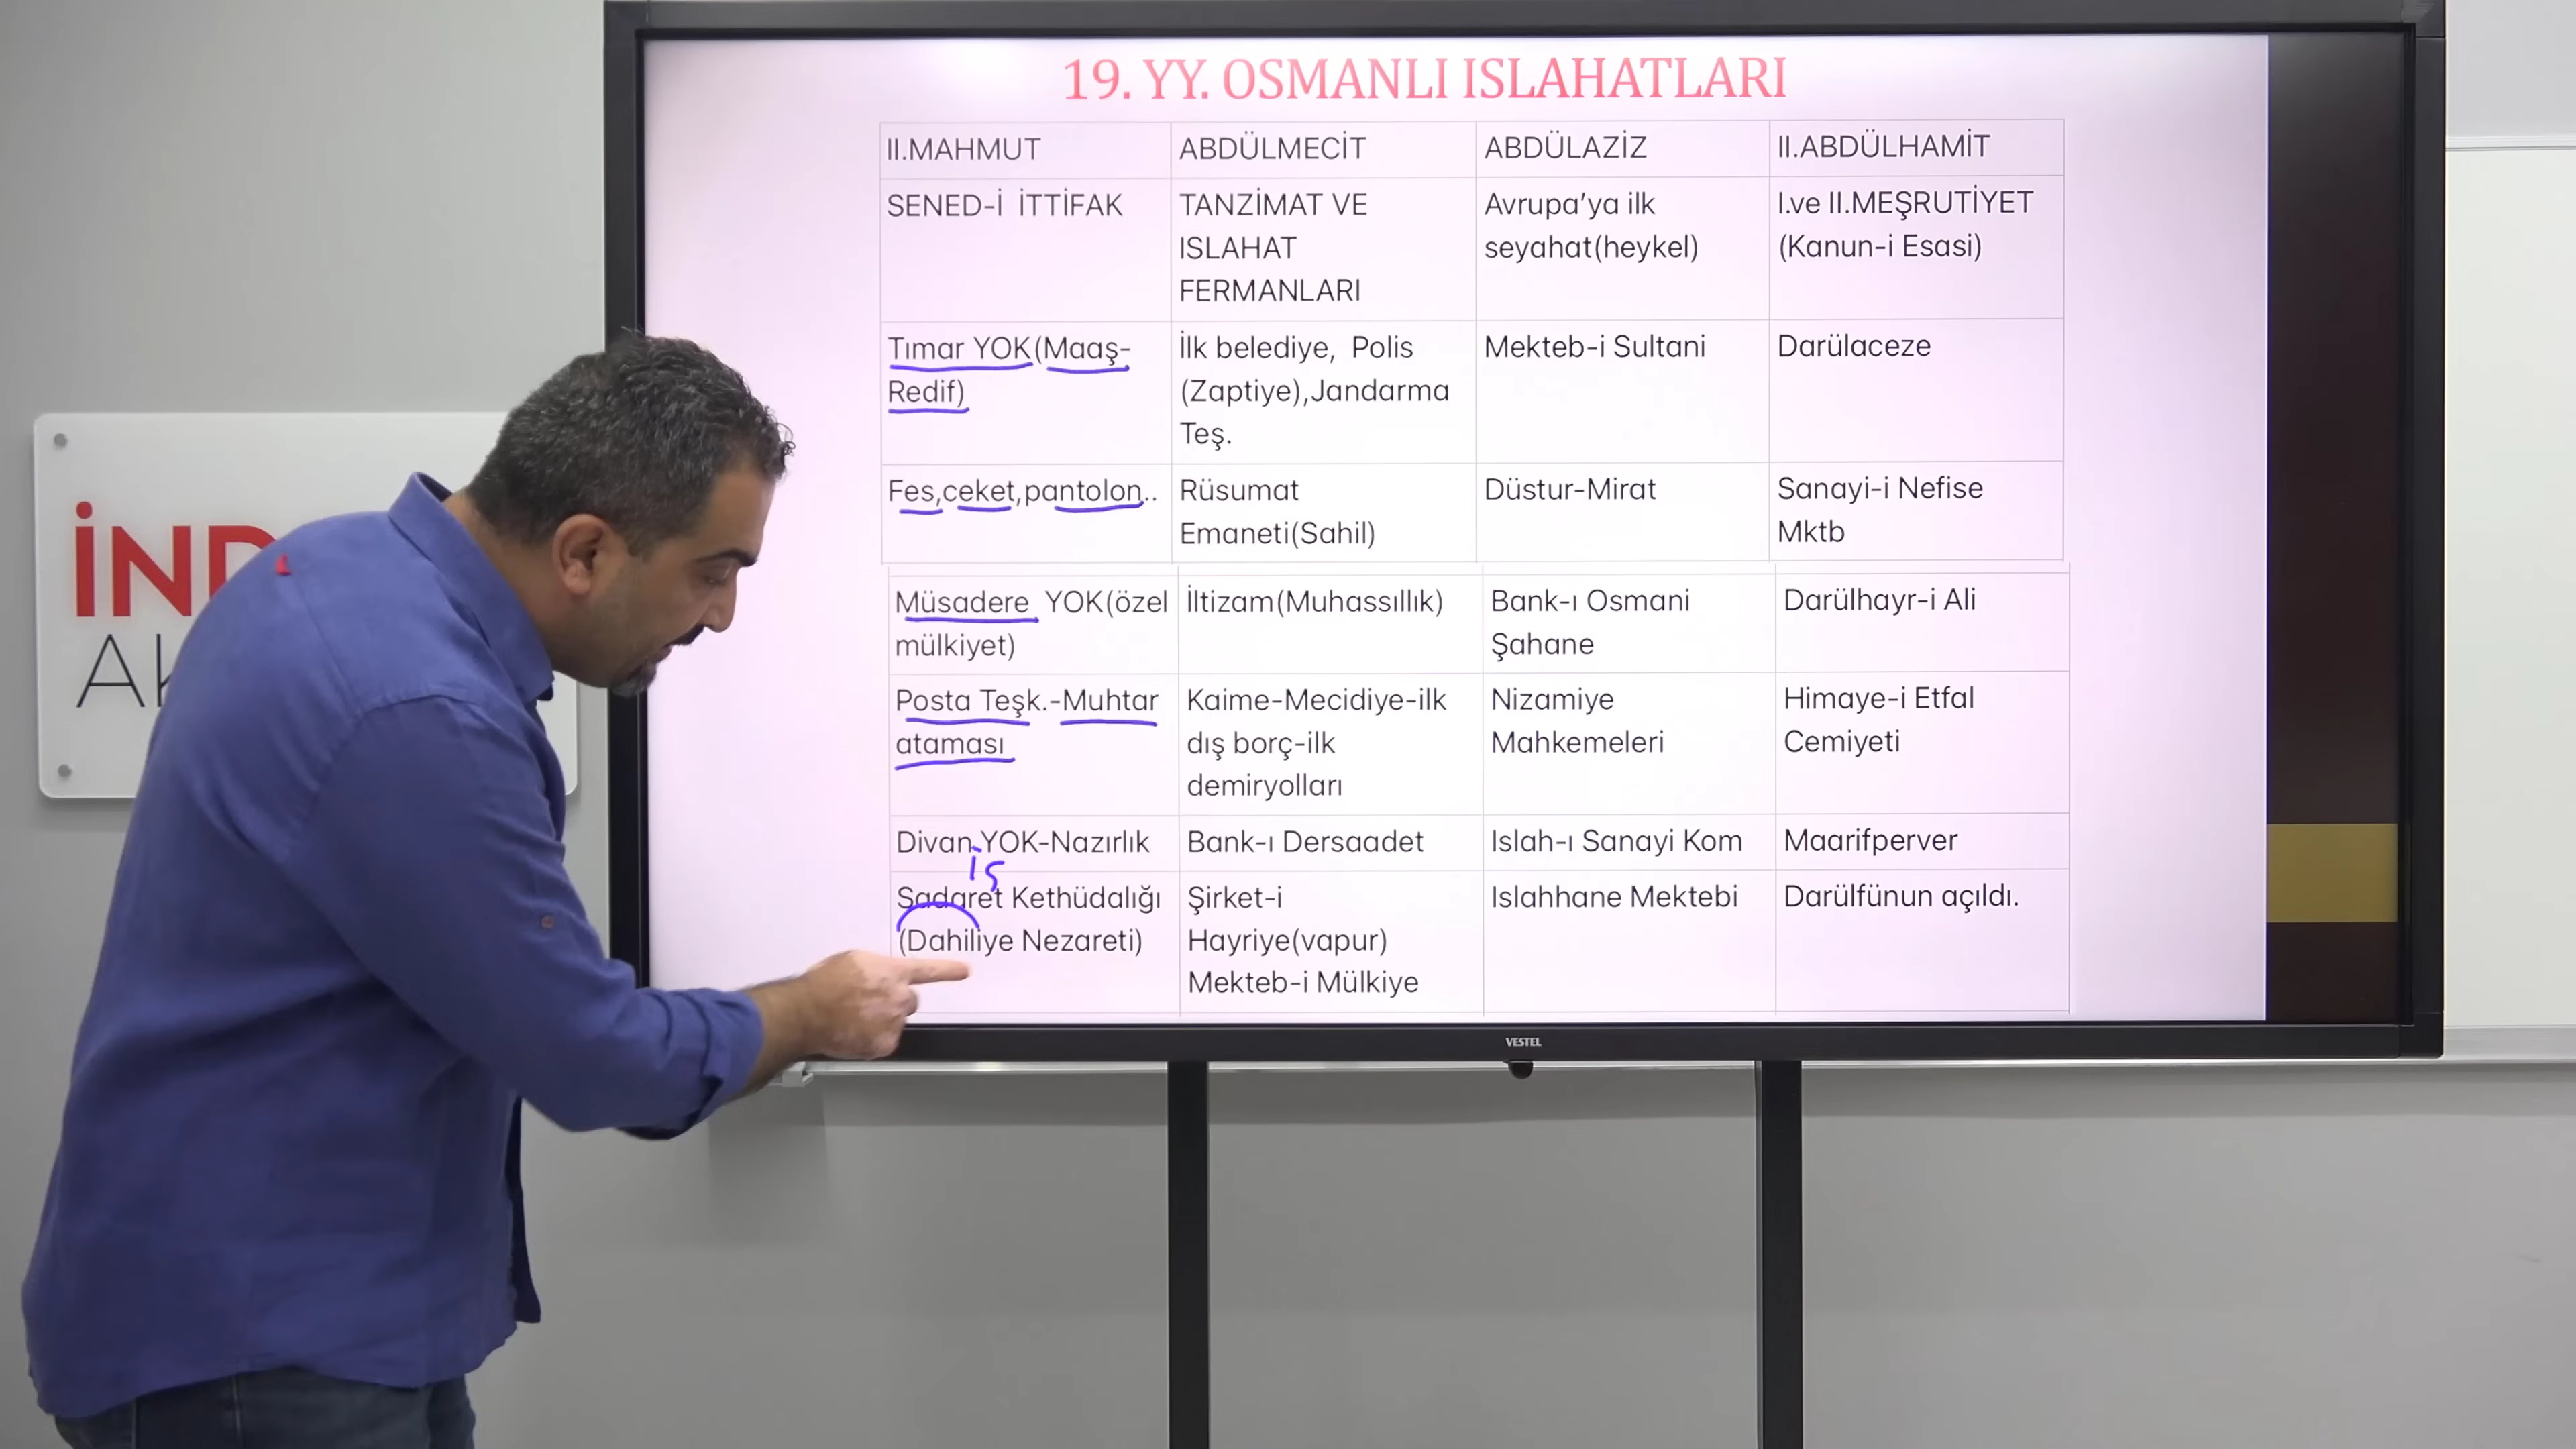 19. YY. OSMANLI ISLAHATLARI
II.MAHMUT
ABDÜLMECİT
ABDÜLAZİZ
II.ABDÜLHAMİT
SENED-İ İTTİFAK
TANZİMAT VE
ISLAHAT
FERMANLARI
Avrupa'ya ilk
seyahat(heykel)
I.ve II.MEŞRUTİYET
(Kanun-i Esasi)
Tımar YOK(Maaş-
Redif)
İlk belediye, Polis
(Zaptiye),Jandarma
Teş.
Mekteb-i Sultani
Darülaceze
Fes,ceket,pantolon..
Rüsumat
Emaneti(Sahil)
Düstur-Mirat
Sanayi-i Nefise
Mktb
Müsadere YOK(özel
mülkiyet)
İltizam(Muhassıllık)
Bank-ı Osmani
Şahane
Darülhayr-i Ali
Posta Teşk.-Muhtar
ataması
Kaime-Mecidiye-ilk
dış borç-ilk
demiryolları
Nizamiye
Mahkemeleri
Himaye-i Etfal
Cemiyeti
Divan YOK-Nazırlık
Bank-ı Dersaadet
Islah-ı Sanayi Kom
Maarifperver
iç
Sadaret Kethüdalığı
(Dahiliye Nezareti)
Şirket-i
Hayriye(vapur)
Mekteb-i Mülkiye
Islahhane Mektebi
Darülfünun açıldı.
VESTEL